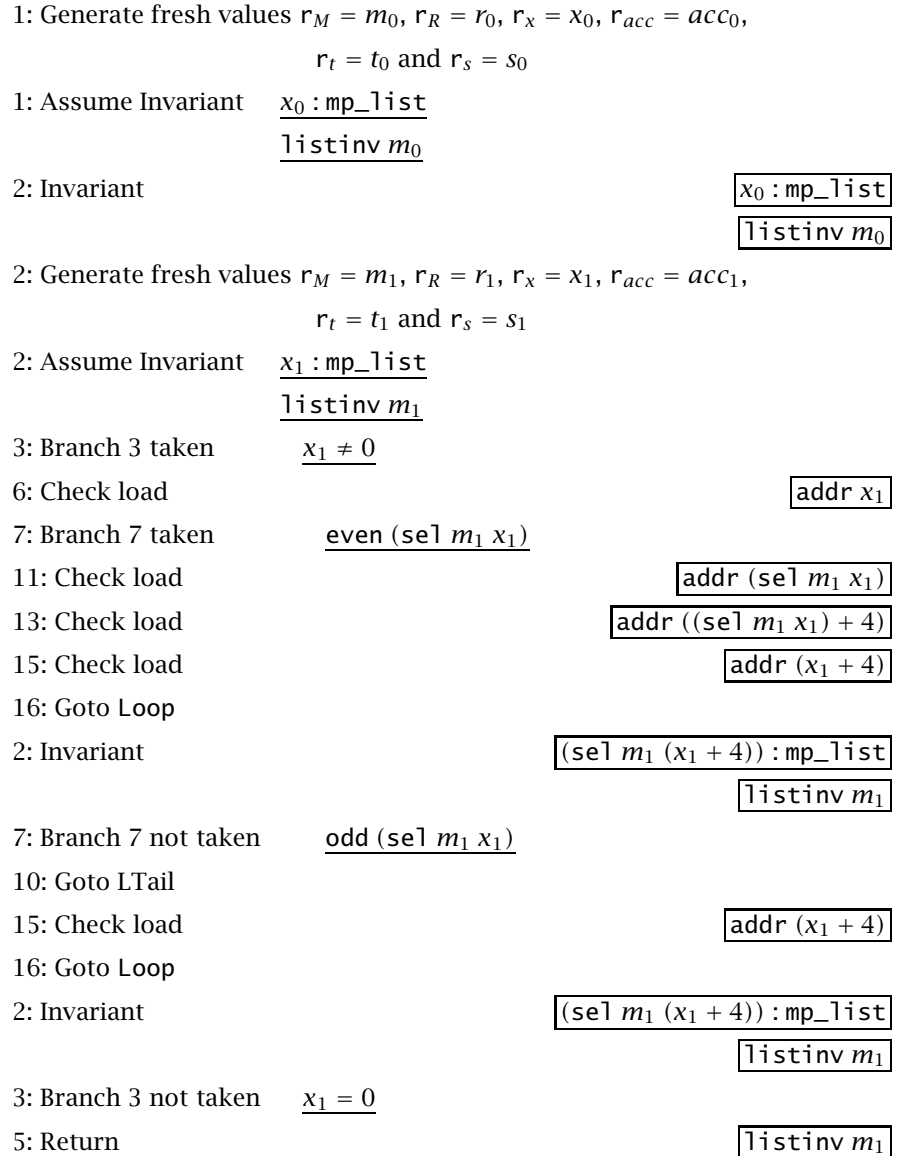 1: Generate fresh values r_M = m_0, r_R = r_0, r_x = x_0, r_acc = acc_0,
r_t = t_0 and r_s = s_0
1: Assume Invariant x_0 : mp_list
listinv m_0
2: Invariant x_0 : mp_list
listinv m_0
2: Generate fresh values r_M = m_1, r_R = r_1, r_x = x_1, r_acc = acc_1,
r_t = t_1 and r_s = s_1
2: Assume Invariant x_1 : mp_list
listinv m_1
3: Branch 3 taken x_1 ≠ 0
6: Check load addr x_1
7: Branch 7 taken even (sel m_1 x_1)
11: Check load addr (sel m_1 x_1)
13: Check load addr ((sel m_1 x_1) + 4)
15: Check load addr (x_1 + 4)
16: Goto Loop
2: Invariant (sel m_1 (x_1 + 4)) : mp_list
listinv m_1
7: Branch 7 not taken odd (sel m_1 x_1)
10: Goto LTail
15: Check load addr (x_1 + 4)
16: Goto Loop
2: Invariant (sel m_1 (x_1 + 4)) : mp_list
listinv m_1
3: Branch 3 not taken x_1 = 0
5: Return listinv m_1